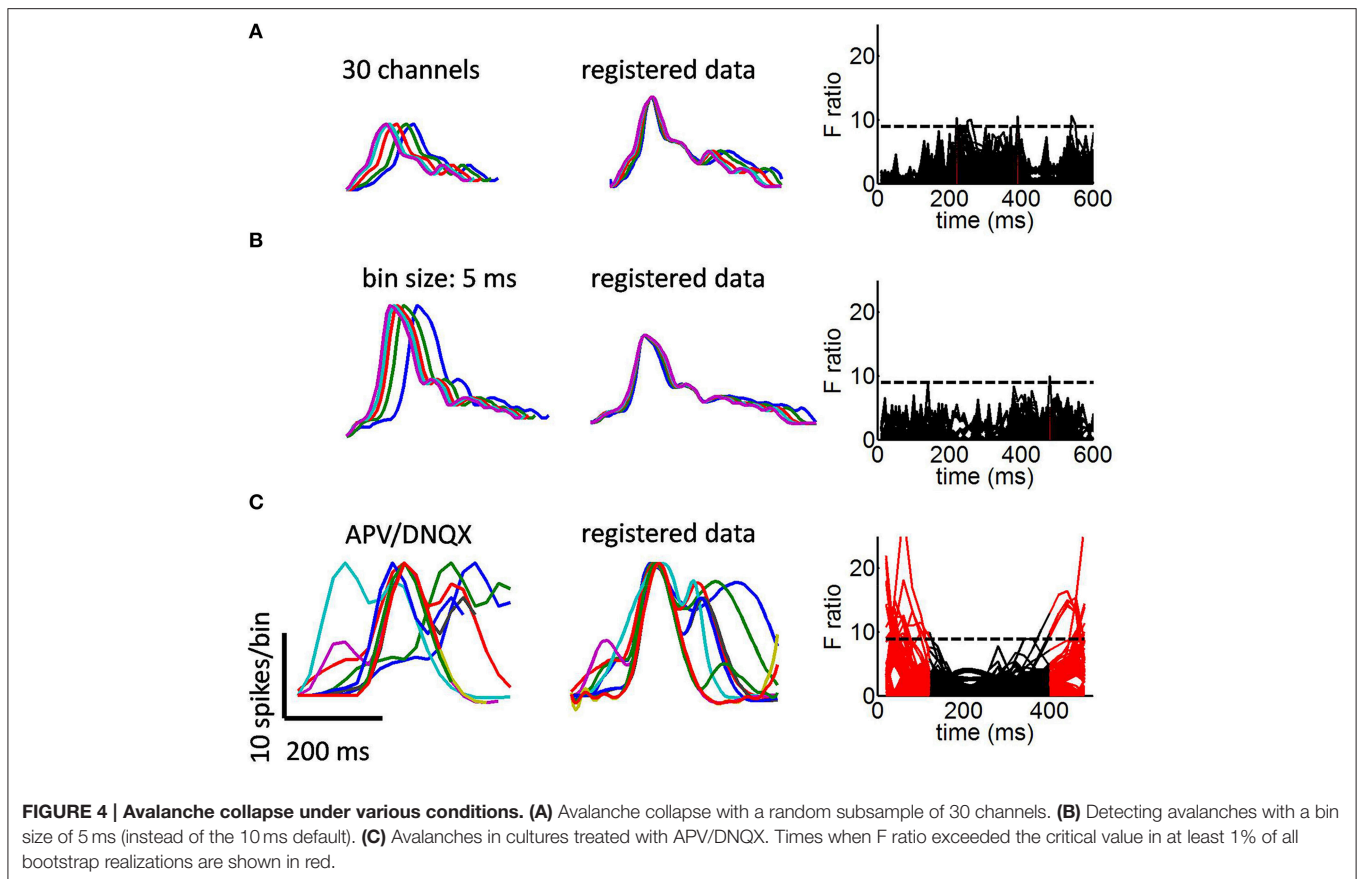 A
30 channels
registered data
F ratio
20
10
0
0 200 400 600
time (ms)
B
bin size: 5 ms
registered data
F ratio
20
10
0
0 200 400 600
time (ms)
C
APV/DNQX
registered data
10 spikes/bin
200 ms
F ratio
20
10
0
0 200 400
time (ms)
FIGURE 4 | Avalanche collapse under various conditions. (A) Avalanche collapse with a random subsample of 30 channels. (B) Detecting avalanches with a bin
size of 5 ms (instead of the 10 ms default). (C) Avalanches in cultures treated with APV/DNQX. Times when F ratio exceeded the critical value in at least 1% of all
bootstrap realizations are shown in red.